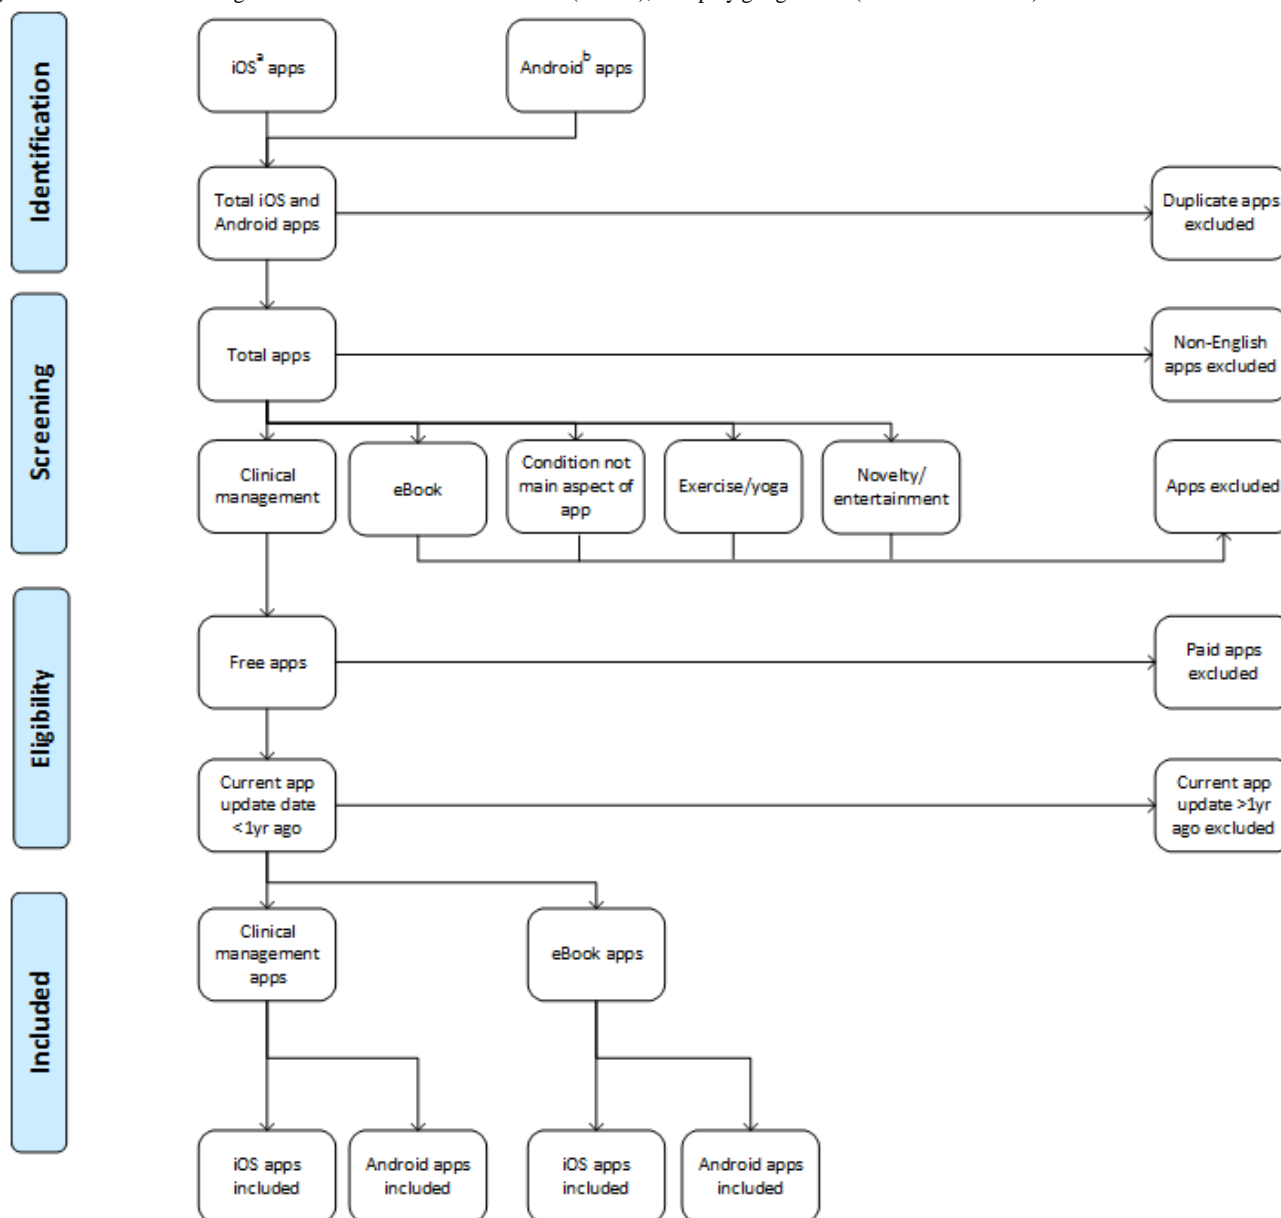 Identification
iOSa apps
Androidb apps
Total iOS and
Android apps
Duplicate apps
excluded
Screening
Total apps
Non-English
apps excluded
Clinical
management
eBook
Condition not
main aspect of
app
Exercise/yoga
Novelty/
entertainment
Apps excluded
Eligibility
Free apps
Paid apps
excluded
Current app
update date
<1yr ago
Current app
update >1yr
ago excluded
Included
Clinical
management
apps
eBook apps
iOS apps
included
Android apps
included
iOS apps
included
Android apps
included